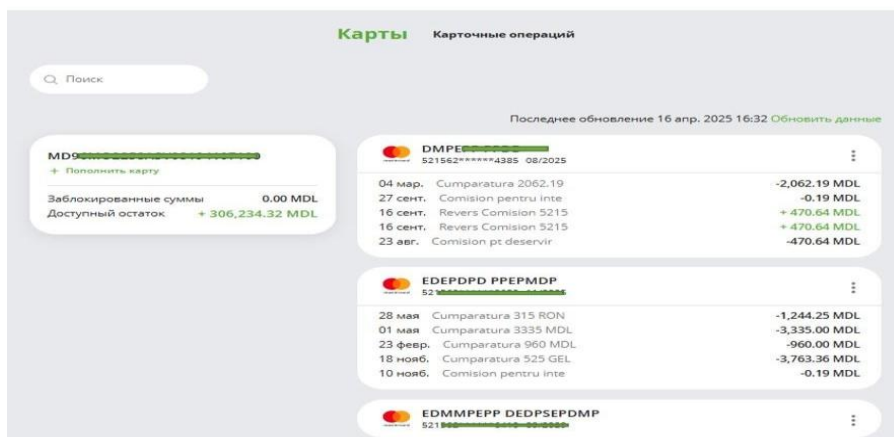 Карты Карточные операций
Поиск
Последнее обновление 16 апр. 2025 16:32 Обновить данные
MD9
+ Пополнить карту
Заблокированные суммы 0.00 MDL
Доступный остаток + 306,234.32 MDL
DMPE
521562******4385 08/2025
04 мар. Cumparatura 2062.19 -2,062.19 MDL
27 сент. Comision pentru inte -0.19 MDL
16 сент. Revers Comision 5215 + 470.64 MDL
16 сент. Revers Comision 5215 + 470.64 MDL
23 авг. Comision pt deservir -470.64 MDL
EDEPDPD PPEPMDP
52
28 мая Cumparatura 315 RON -1,244.25 MDL
01 мая Cumparatura 3335 MDL -3,335.00 MDL
23 февр. Cumparatura 960 MDL -960.00 MDL
18 нояб. Cumparatura 525 GEL -3,763.36 MDL
10 нояб. Comision pentru inte -0.19 MDL
EDMMPEPP DEDPSEPDMP
521